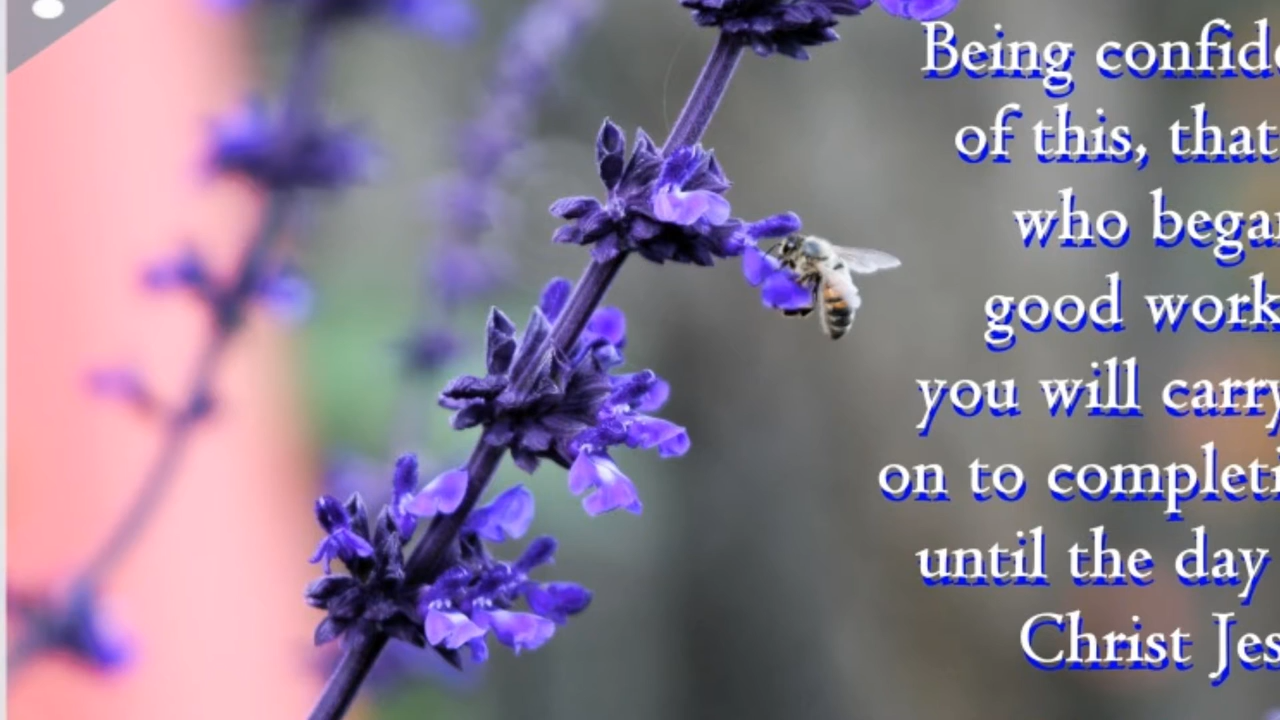 Being confide
of this, that
who began
good work
you will carry
on to completi
until the day
Christ Jes